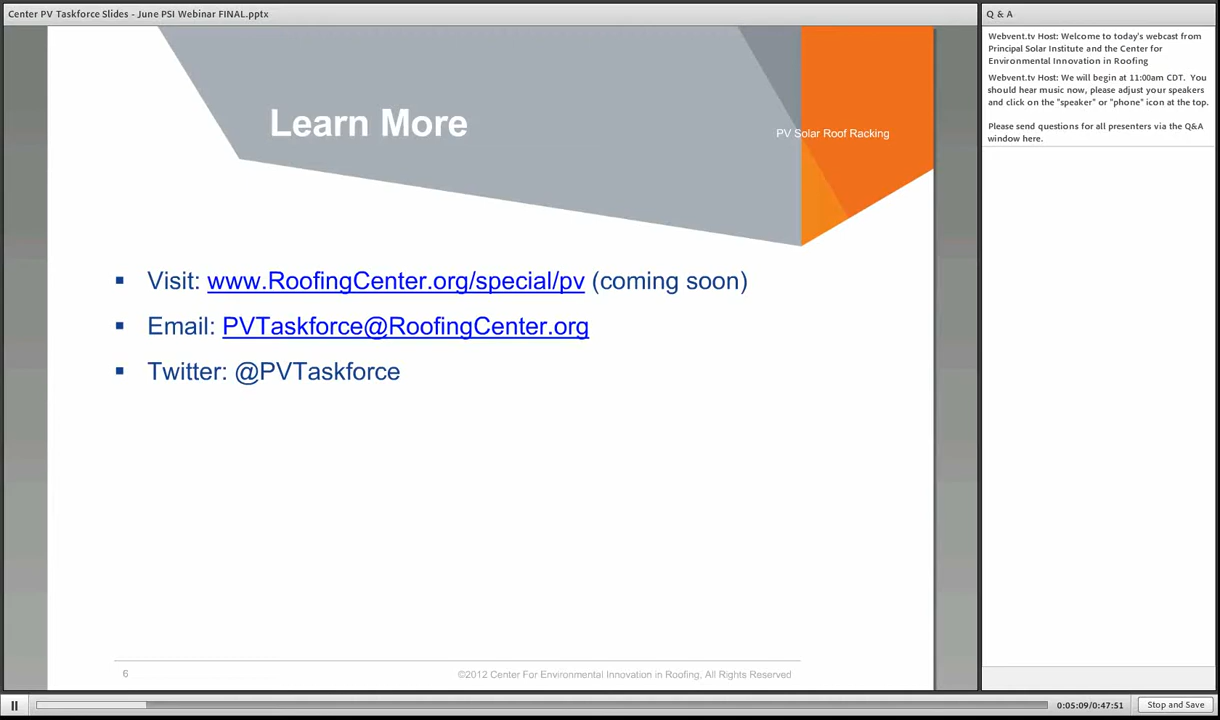 Center PV Taskforce Slides - June PSI Webinar FINAL.pptx
Learn More
PV Solar Roof Racking
▪ Visit: www.RoofingCenter.org/special/pv (coming soon)
▪ Email: PVTaskforce@RoofingCenter.org
▪ Twitter: @PVTaskforce
6
©2012 Center For Environmental Innovation in Roofing, All Rights Reserved
Q & A
Webvent.tv Host: Welcome to today's webcast from
Principal Solar Institute and the Center for
Environmental Innovation in Roofing
Webvent.tv Host: We will begin at 11:00am CDT. You
should hear music now, please adjust your speakers
and click on the "speaker" or "phone" icon at the top.
Please send questions for all presenters via the Q&A
window here.
0:05:09/0:47:51
Stop and Save